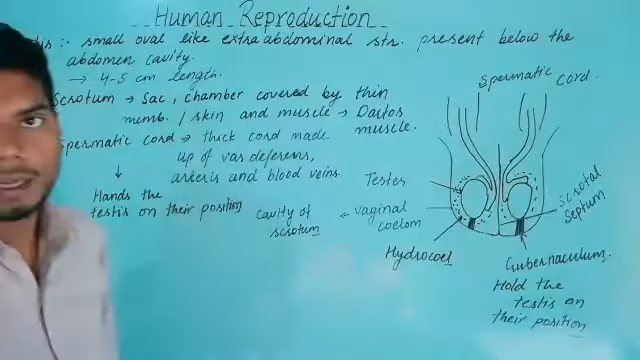 Human Reproduction
tis :- small oval like extraabdominal str. present below the
abdomen cavity.
→ 4-5 cm length.
Scrotum → Sac, chamber covered by thin
memb. / skin and muscle → Dartos
muscle.
Spermatic cord → thick cord made
up of vas deferens,
arteris and blood veins
↓
Hands the
testis on their position
Spermatic cord.
Testes
vaginal
coelom
← Cavity of
scrotum
Hydrocoel
Scrotal
Septum
Gubernaculum.
Hold the
testis on
their position